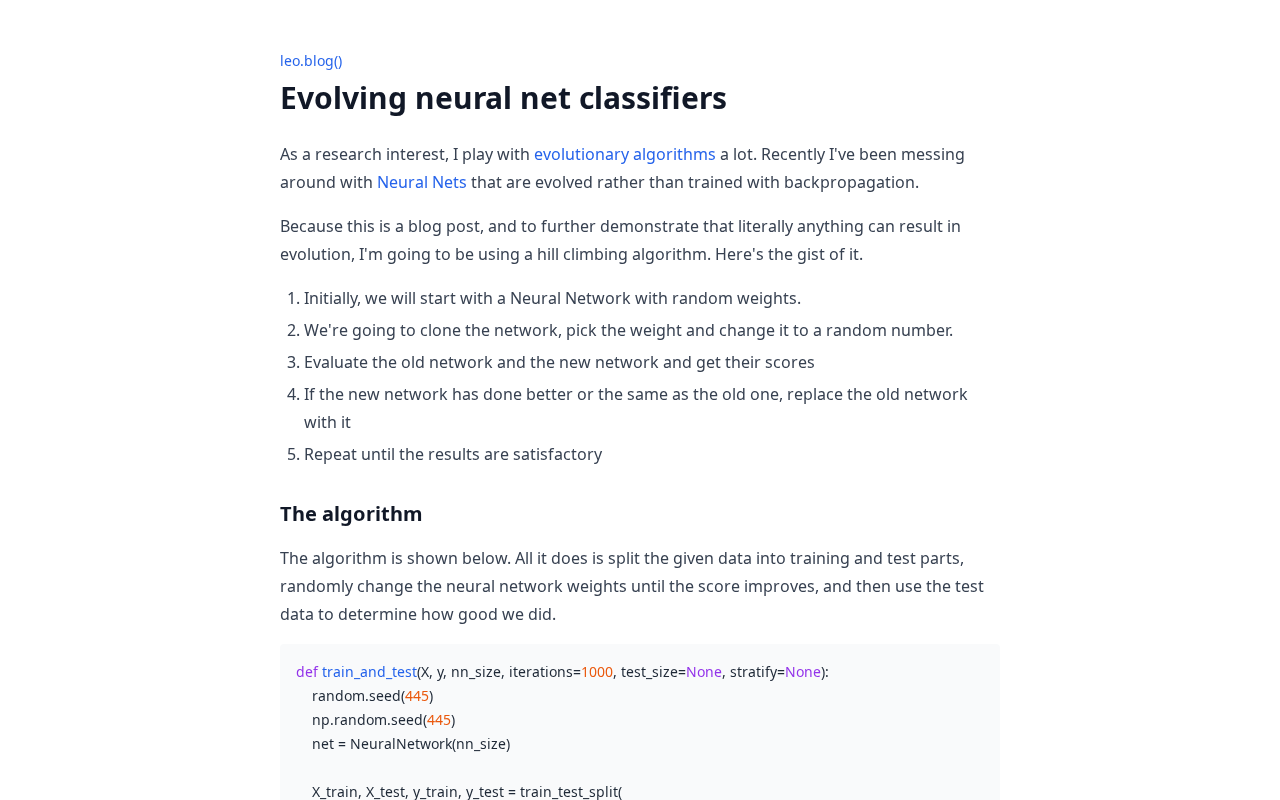 leo.blog()
Evolving neural net classifiers
As a research interest, I play with evolutionary algorithms a lot. Recently I've been messing
around with Neural Nets that are evolved rather than trained with backpropagation.
Because this is a blog post, and to further demonstrate that literally anything can result in
evolution, I'm going to be using a hill climbing algorithm. Here's the gist of it.
1. Initially, we will start with a Neural Network with random weights.
2. We're going to clone the network, pick the weight and change it to a random number.
3. Evaluate the old network and the new network and get their scores
4. If the new network has done better or the same as the old one, replace the old network
with it
5. Repeat until the results are satisfactory
The algorithm
The algorithm is shown below. All it does is split the given data into training and test parts,
randomly change the neural network weights until the score improves, and then use the test
data to determine how good we did.
def train_and_test(X, y, nn_size, iterations=1000, test_size=None, stratify=None):
    random.seed(445)
    np.random.seed(445)
    net = NeuralNetwork(nn_size)
    X_train, X_test, y_train, y_test = train_test_split(